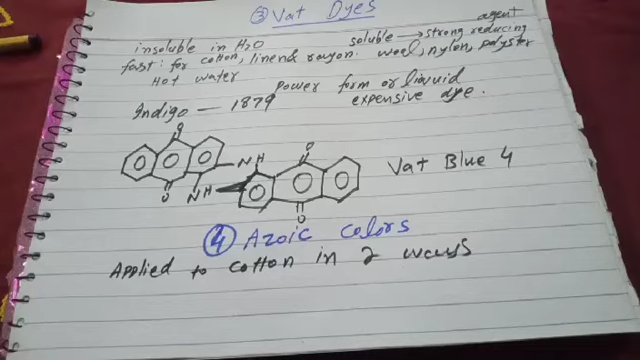 ③ Vat Dyes
insoluble in H2O soluble → strong reducing agent
fast: for cotton, linen & rayon. wool, nylon, polyster
Hot water
Power form or liquid
Indigo — 1879 expensive dye.
O O
N H
Vat Blue 4
O NH
O
④ Azoic colors
Applied to cotton in 2 ways